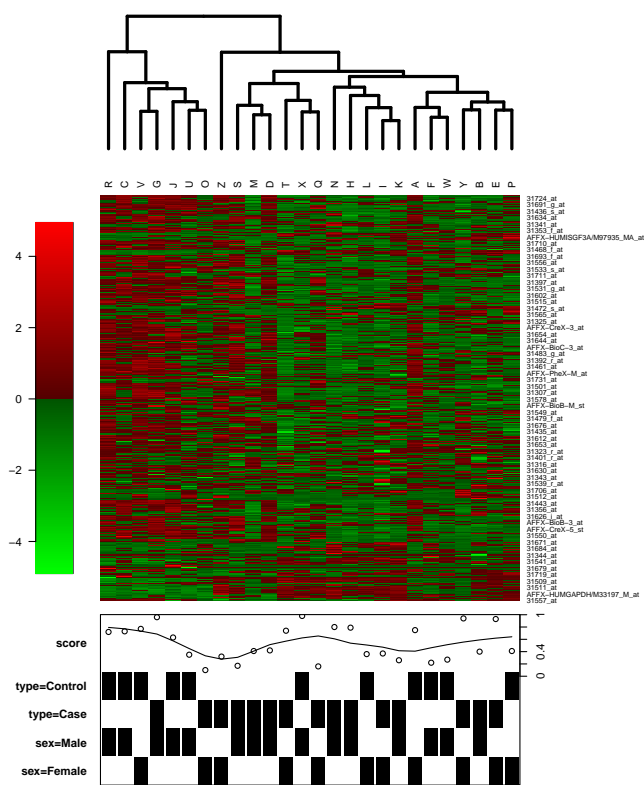 R C V G J U O Z S M D T X Q N H L I K A F W Y B E P
4
2
0
−2
−4
31724_at
31691_g_at
31436_s_at
31634_at
31341_at
31353_f_at
AFFX−HUMISGF3A/M97935_MA_at
31710_at
31468_f_at
31693_f_at
31556_at
31533_s_at
31711_at
31397_at
31531_g_at
31602_at
31515_at
31472_s_at
31565_at
31325_at
AFFX−CreX−3_at
31654_at
31644_at
AFFX−BioC−3_at
31483_g_at
31392_r_at
31461_at
AFFX−PheX−M_at
31731_at
31501_at
31307_at
31578_at
AFFX−BioB−M_st
31549_at
31479_f_at
31676_at
31435_at
31612_at
31653_at
31323_r_at
31401_r_at
31316_at
31630_at
31343_at
31539_r_at
31706_at
31512_at
31443_at
31356_at
31626_i_at
AFFX−BioB−3_at
AFFX−CreX−5_st
31550_at
31671_at
31684_at
31344_at
31541_at
31679_at
31719_at
31509_at
31511_at
AFFX−HUMGAPDH/M33197_M_at
31557_at
score
0 0.4 1
type=Control
type=Case
sex=Male
sex=Female